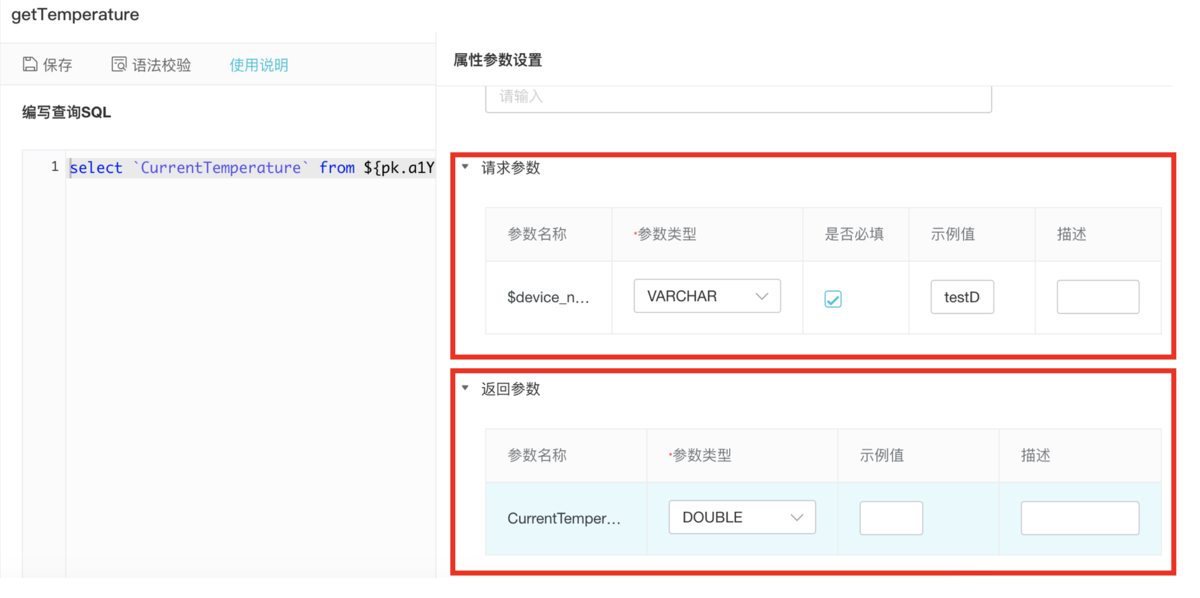 getTemperature
保存 语法校验 使用说明
编写查询SQL
1 select `CurrentTemperature` from ${pk.a1Y
属性参数设置
请输入
请求参数
参数名称 *参数类型 是否必填 示例值 描述
$device_n... VARCHAR testD
返回参数
参数名称 *参数类型 示例值 描述
CurrentTemper... DOUBLE